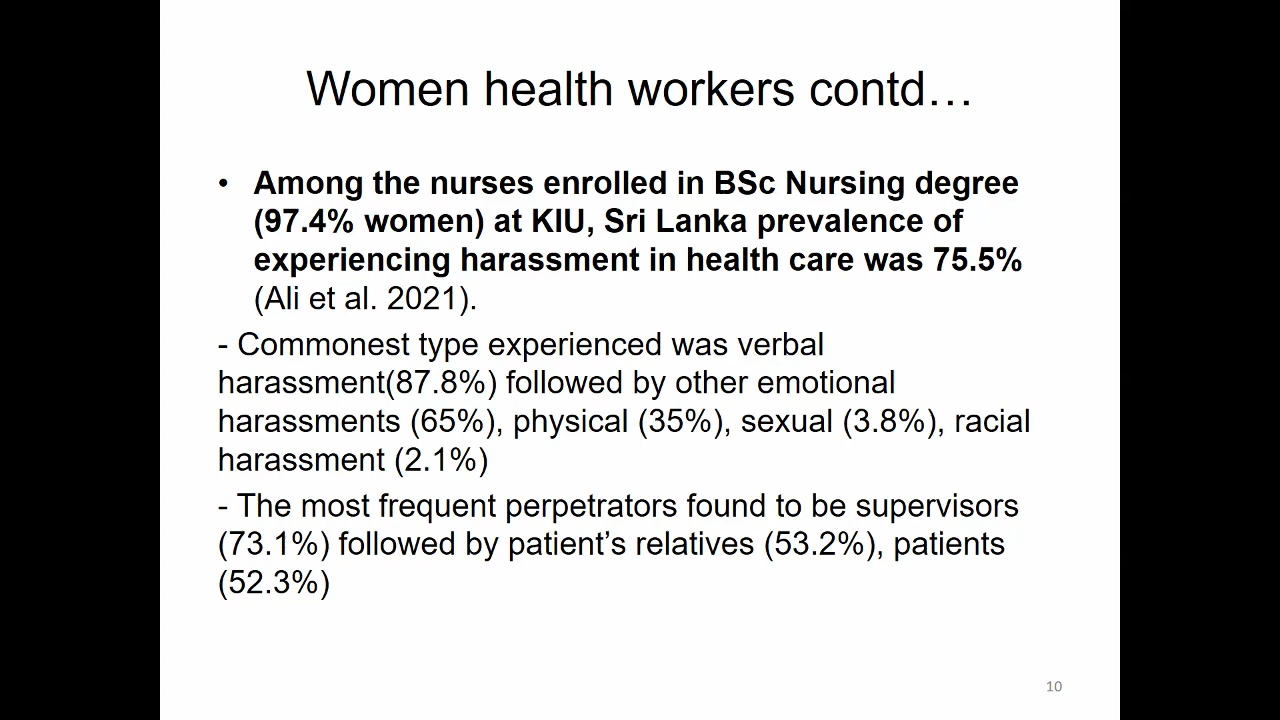 Women health workers contd…
• Among the nurses enrolled in BSc Nursing degree
(97.4% women) at KIU, Sri Lanka prevalence of
experiencing harassment in health care was 75.5%
(Ali et al. 2021).
- Commonest type experienced was verbal
harassment(87.8%) followed by other emotional
harassments (65%), physical (35%), sexual (3.8%), racial
harassment (2.1%)
- The most frequent perpetrators found to be supervisors
(73.1%) followed by patient’s relatives (53.2%), patients
(52.3%)
10